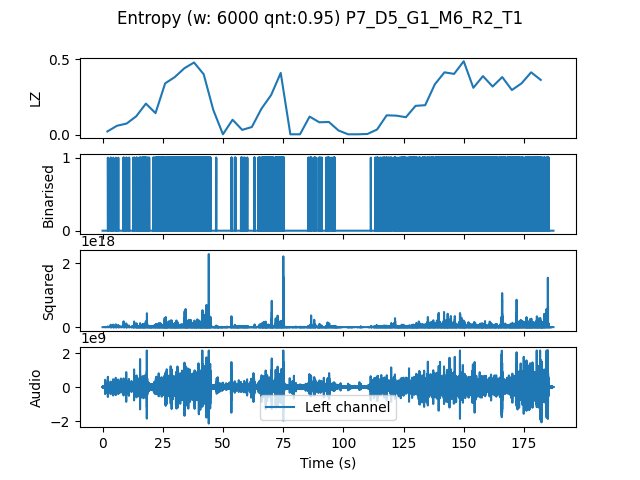 Entropy (w: 6000 qnt:0.95) P7_D5_G1_M6_R2_T1
0.5
LZ
0.0
1
Binarised
0
1e18
2
Squared
0
1e9
2
Audio
0
−2
Left channel
0 25 50 75 100 125 150 175
Time (s)